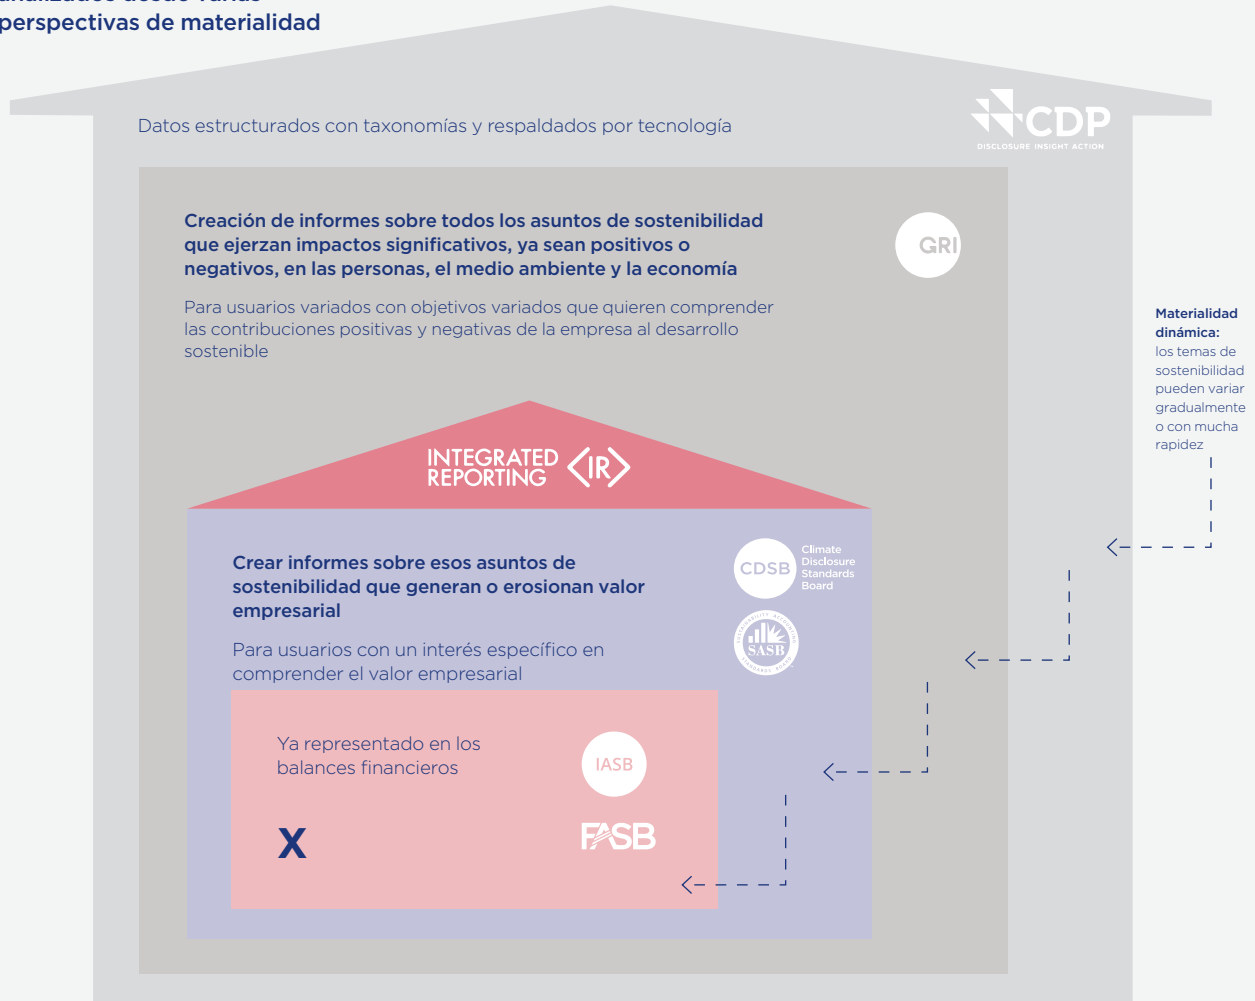 perspectivas de materialidad
Datos estructurados con taxonomías y respaldados por tecnología
CDP
DISCLOSURE INSIGHT ACTION
Creación de informes sobre todos los asuntos de sostenibilidad
que ejerzan impactos significativos, ya sean positivos o
negativos, en las personas, el medio ambiente y la economía
GRI
Para usuarios variados con objetivos variados que quieren comprender
las contribuciones positivas y negativas de la empresa al desarrollo
sostenible
Materialidad
dinámica:
los temas de
sostenibilidad
pueden variar
gradualmente
o con mucha
rapidez
INTEGRATED
REPORTING
<IR>
Crear informes sobre esos asuntos de
sostenibilidad que generan o erosionan valor
empresarial
CDSB
Climate
Disclosure
Standards
Board
Para usuarios con un interés específico en
comprender el valor empresarial
SUSTAINABILITY ACCOUNTING
SASB
STANDARDS BOARD
Ya representado en los
balances financieros
IASB
X
FASB